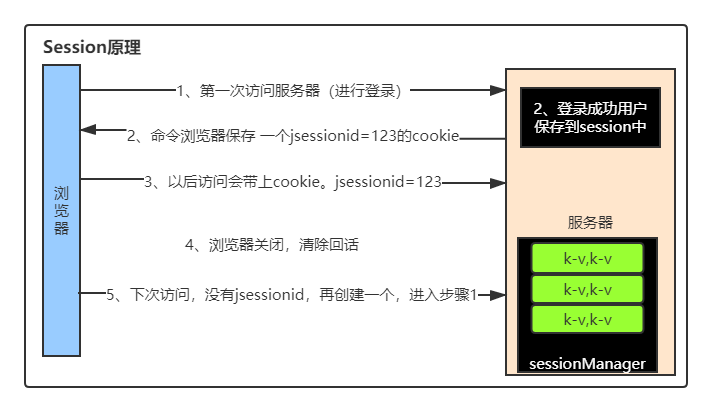 Session原理
1、第一次访问服务器（进行登录）
2、登录成功用户
保存到session中
2、命令浏览器保存 一个jsessionid=123的cookie
3、以后访问会带上cookie。jsessionid=123
浏览器
服务器
4、浏览器关闭，清除回话
k-v,k-v
k-v,k-v
5、下次访问，没有jsessionid，再创建一个，进入步骤1
k-v,k-v
sessionManager